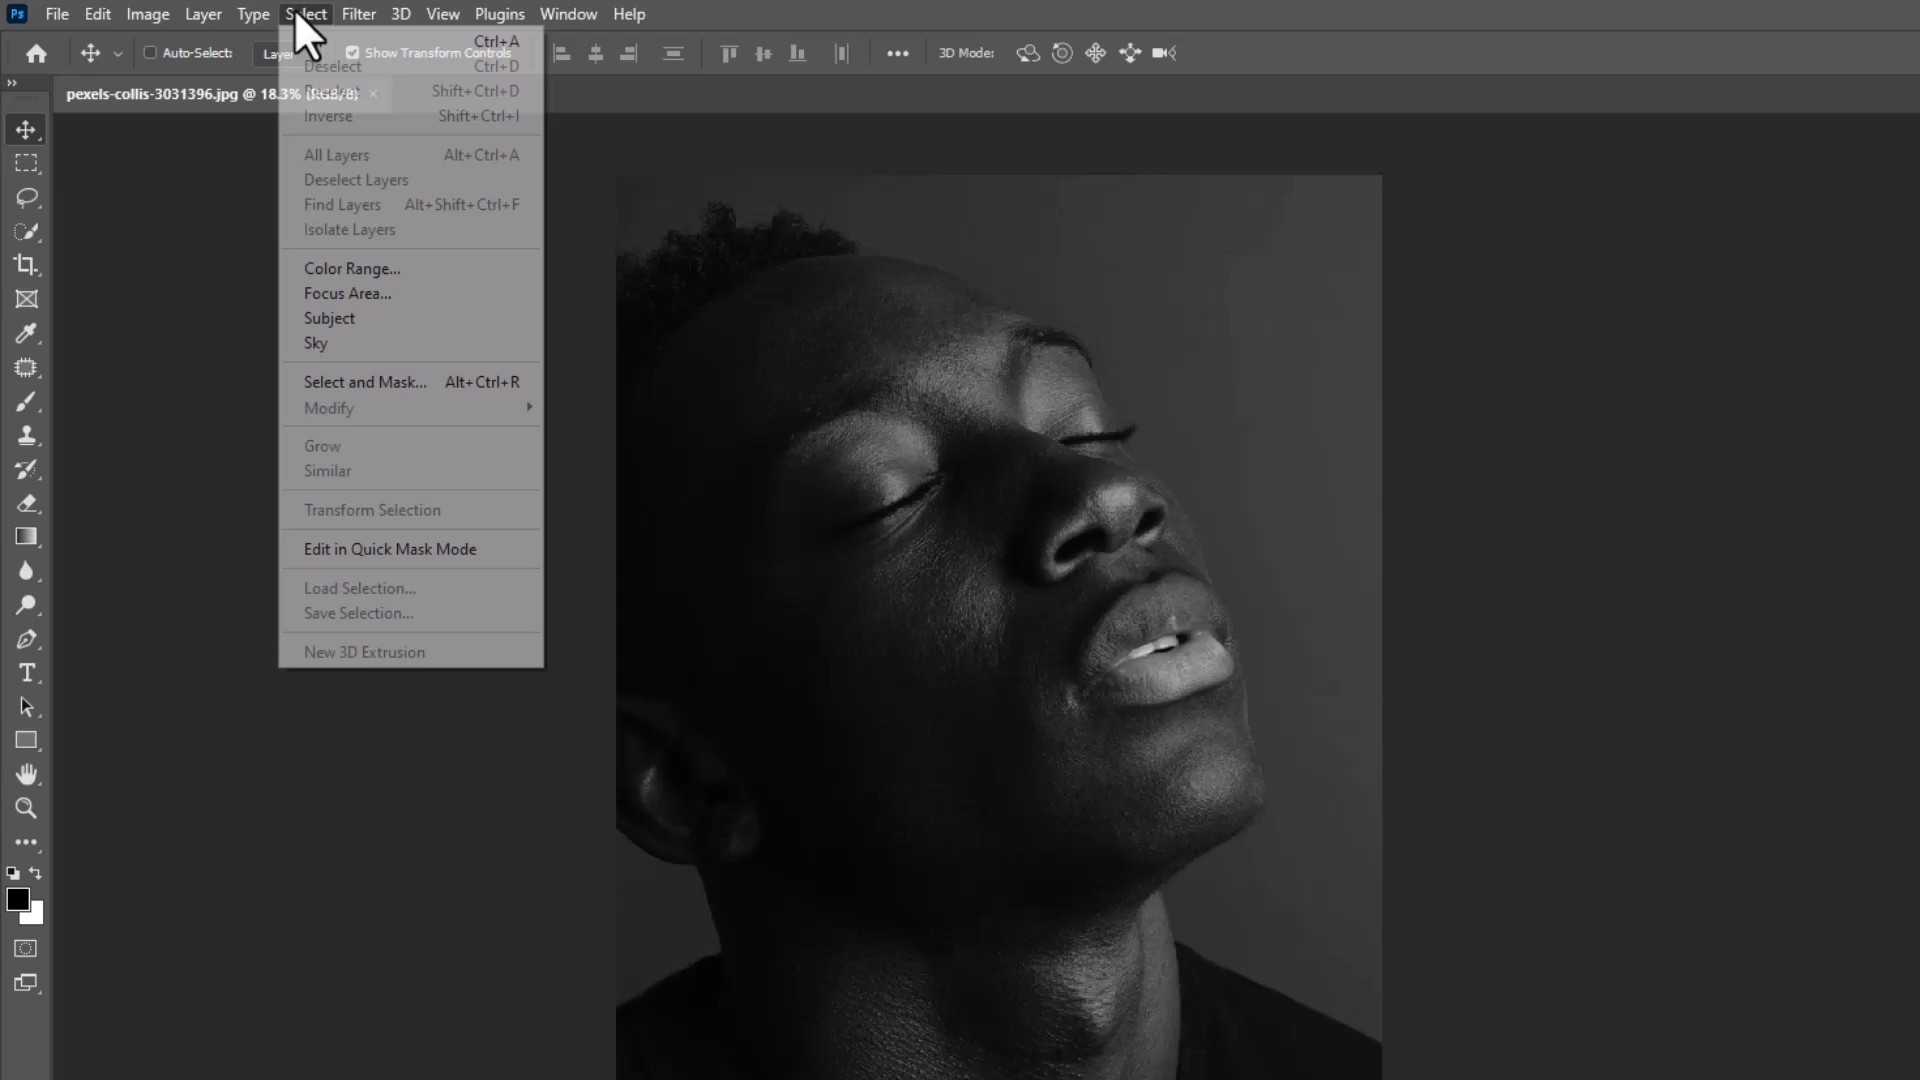 Ps File Edit Image Layer Type Select Filter 3D View Plugins Window Help
Auto-Select: Layer Show Transform Controls 3D Mode:
pexels-collis-3031396.jpg @ 18.3% (RGB/8) ×
Ctrl+A
Deselect Ctrl+D
Shift+Ctrl+D
Inverse Shift+Ctrl+I
All Layers Alt+Ctrl+A
Deselect Layers
Find Layers Alt+Shift+Ctrl+F
Isolate Layers
Color Range...
Focus Area...
Subject
Sky
Select and Mask... Alt+Ctrl+R
Modify
Grow
Similar
Transform Selection
Edit in Quick Mask Mode
Load Selection...
Save Selection...
New 3D Extrusion